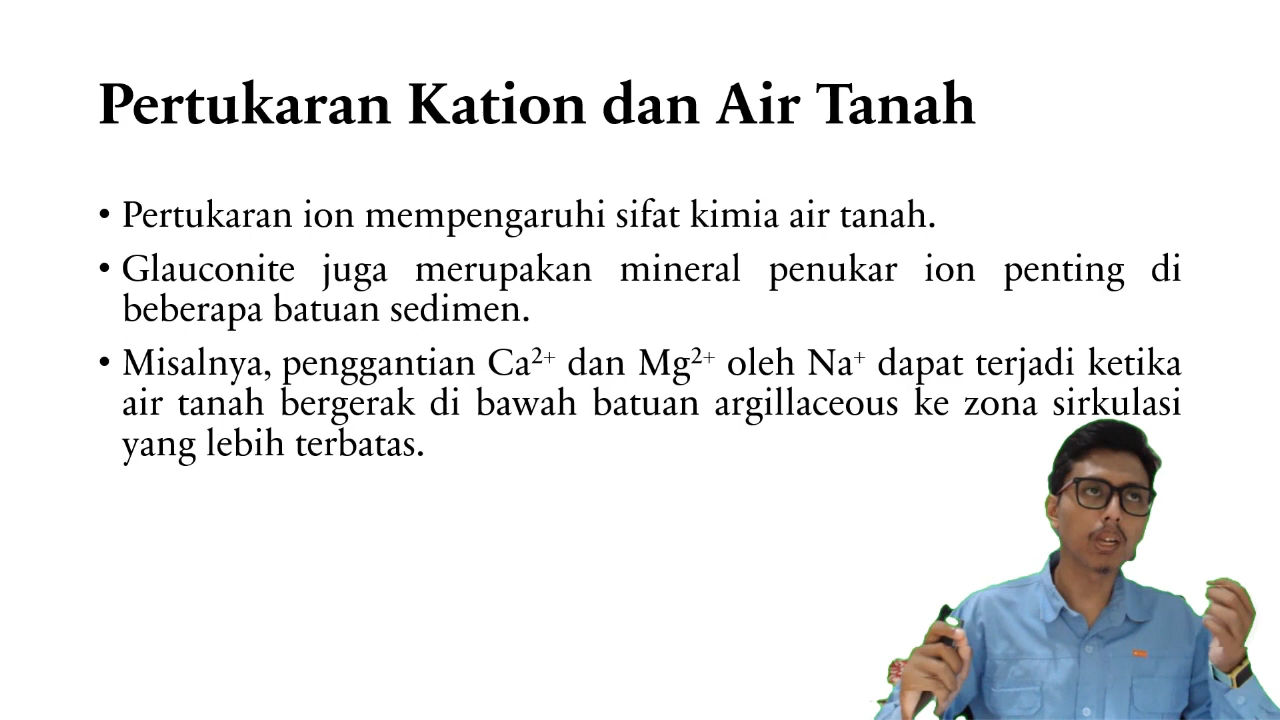 Pertukaran Kation dan Air Tanah
• Pertukaran ion mempengaruhi sifat kimia air tanah.
• Glauconite juga merupakan mineral penukar ion penting di
beberapa batuan sedimen.
• Misalnya, penggantian Ca²⁺ dan Mg²⁺ oleh Na⁺ dapat terjadi ketika
air tanah bergerak di bawah batuan argillaceous ke zona sirkulasi
yang lebih terbatas.